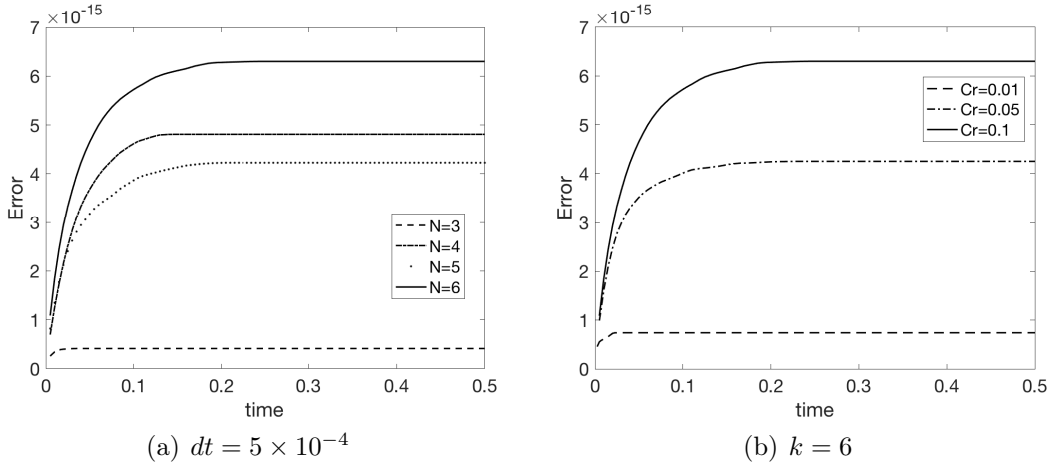 ×10-15
7
6
5
4
3
2
1
0
Error
0 0.1 0.2 0.3 0.4 0.5
time
N=3
N=4
N=5
N=6
(a) dt = 5 × 10−4
×10-15
7
6
5
4
3
2
1
0
Error
0 0.1 0.2 0.3 0.4 0.5
time
Cr=0.01
Cr=0.05
Cr=0.1
(b) k = 6